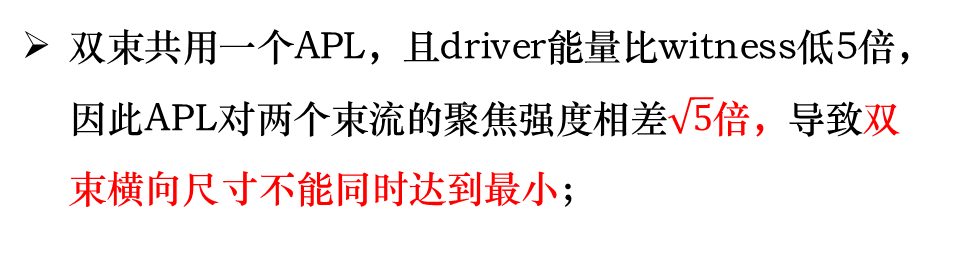 ➢ 双束共用一个APL，且driver能量比witness低5倍，
因此APL对两个束流的聚焦强度相差√5倍，导致双
束横向尺寸不能同时达到最小；